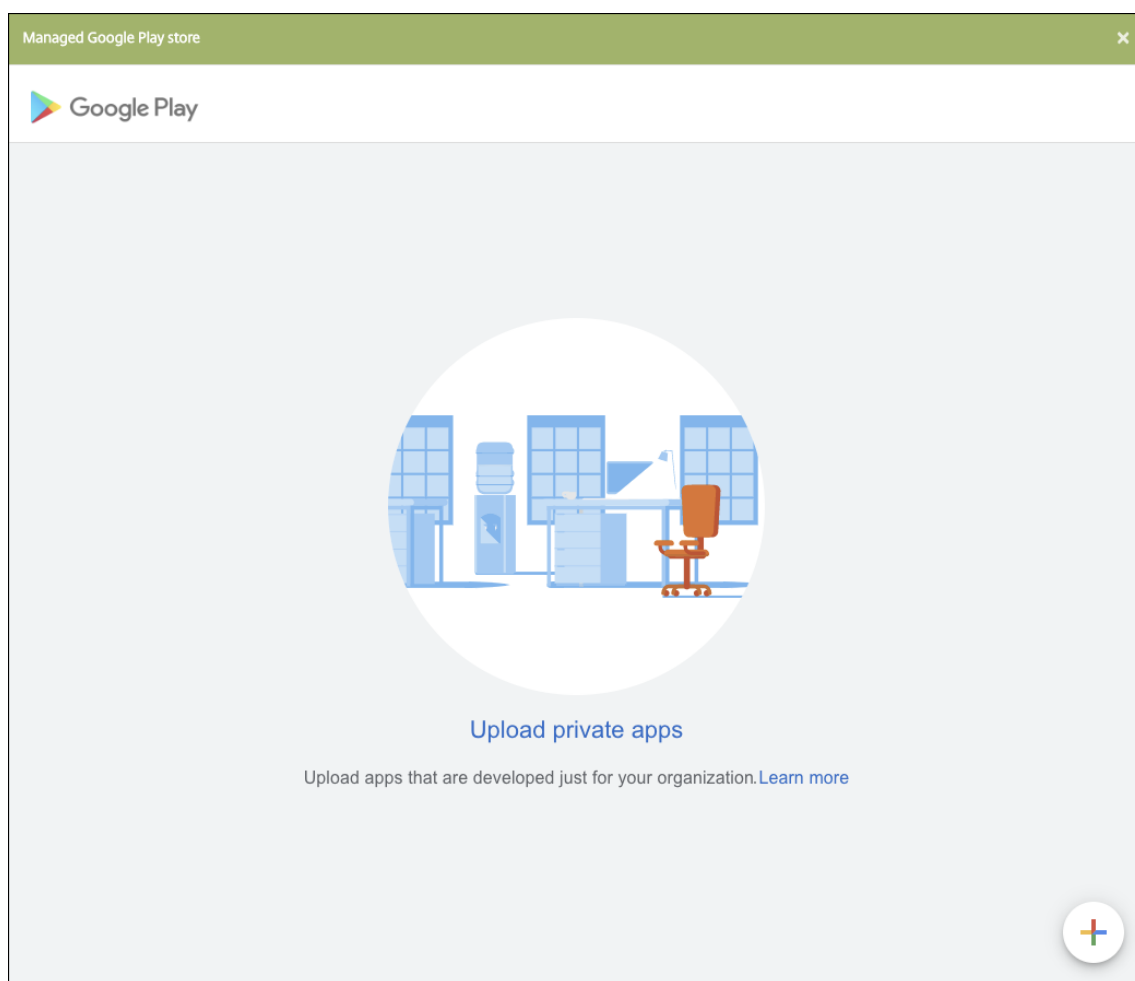 Managed Google Play store
Google Play
Upload private apps
Upload apps that are developed just for your organization. Learn more